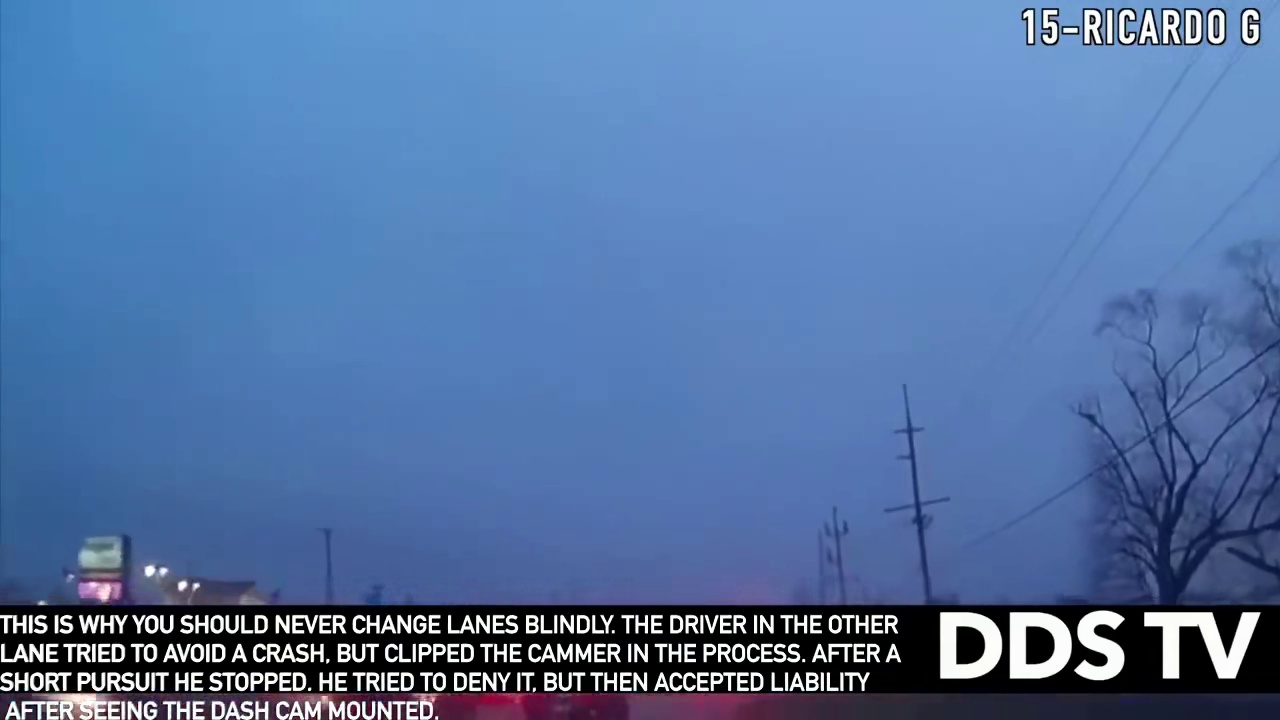 15-RICARDO G
THIS IS WHY YOU SHOULD NEVER CHANGE LANES BLINDLY. THE DRIVER IN THE OTHER
LANE TRIED TO AVOID A CRASH, BUT CLIPPED THE CAMMER IN THE PROCESS. AFTER A
SHORT PURSUIT HE STOPPED. HE TRIED TO DENY IT, BUT THEN ACCEPTED LIABILITY
AFTER SEEING THE DASH CAM MOUNTED.
DDS TV